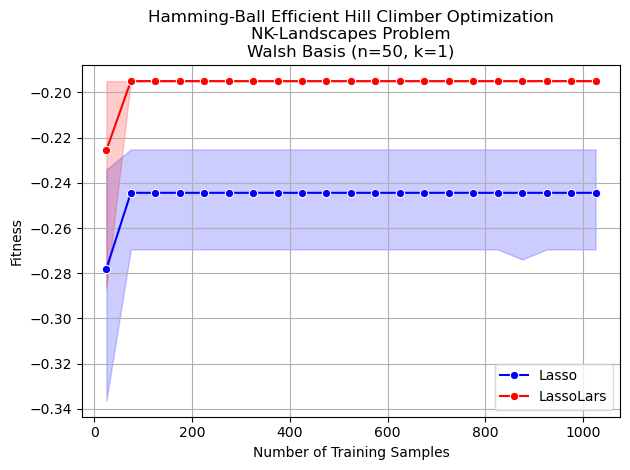 Hamming-Ball Efficient Hill Climber Optimization
NK-Landscapes Problem
Walsh Basis (n=50, k=1)
Fitness
−0.20
−0.22
−0.24
−0.26
−0.28
−0.30
−0.32
−0.34
0
200
400
600
800
1000
Number of Training Samples
Lasso
LassoLars